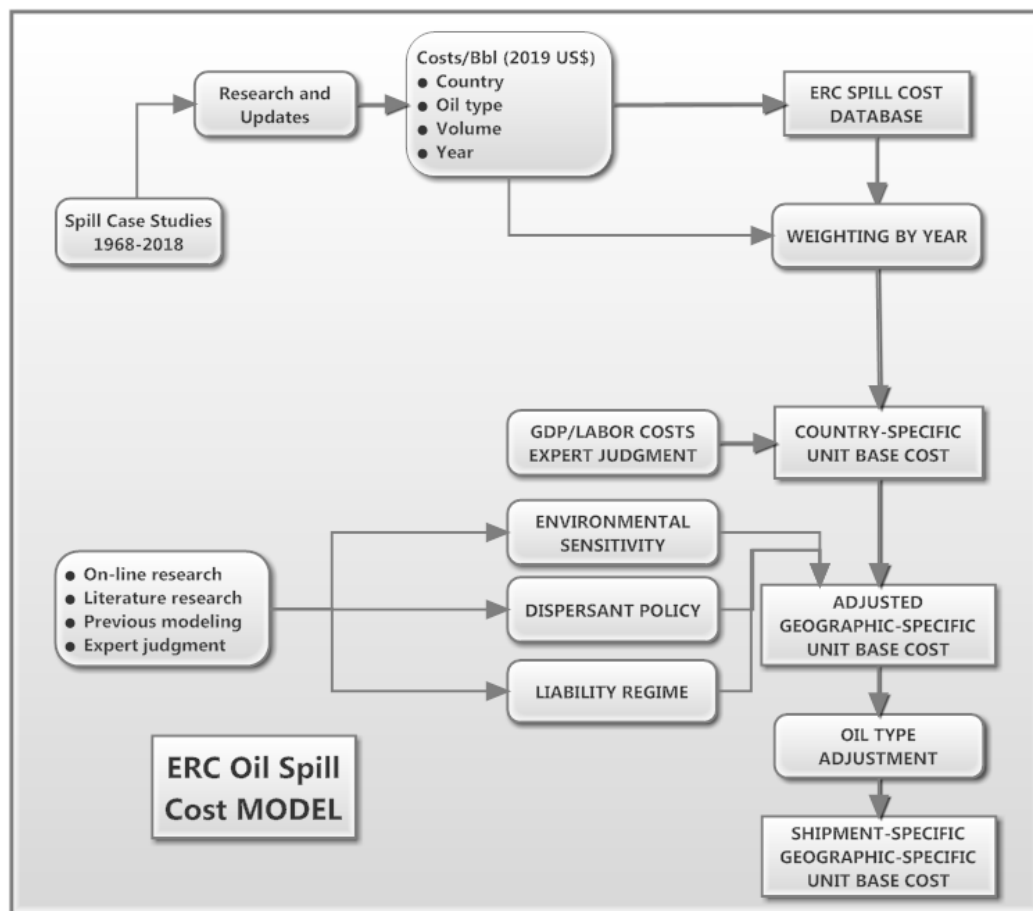 Costs/Bbl (2019 US$)
● Country
● Oil type
● Volume
● Year
Research and
Updates
ERC SPILL COST
DATABASE
Spill Case Studies
1968-2018
WEIGHTING BY YEAR
GDP/LABOR COSTS
EXPERT JUDGMENT
COUNTRY-SPECIFIC
UNIT BASE COST
ENVIRONMENTAL
SENSITIVITY
● On-line research
● Literature research
● Previous modeling
● Expert judgment
DISPERSANT POLICY
ADJUSTED
GEOGRAPHIC-SPECIFIC
UNIT BASE COST
LIABILITY REGIME
OIL TYPE
ADJUSTMENT
ERC Oil Spill
Cost MODEL
SHIPMENT-SPECIFIC
GEOGRAPHIC-SPECIFIC
UNIT BASE COST